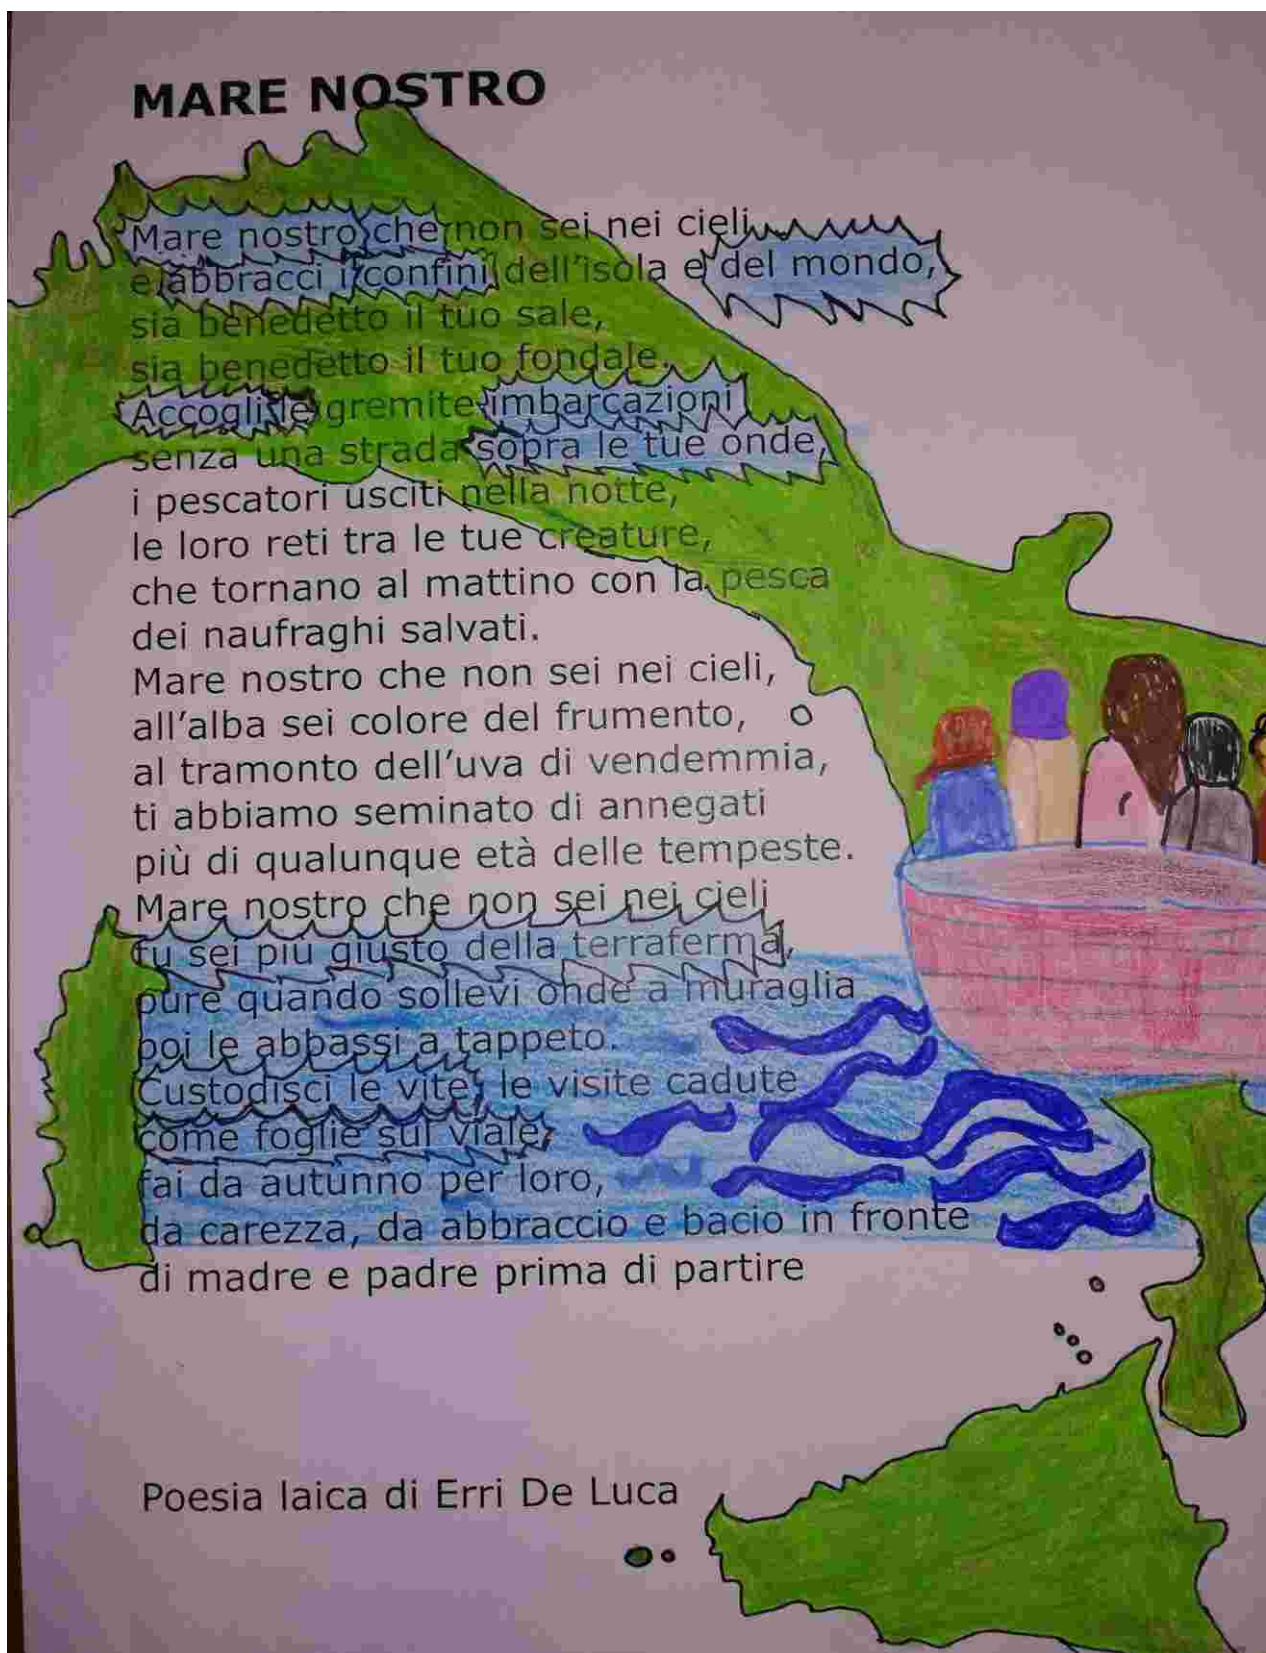 MARE NOSTRO
Mare nostro che non sei nei cieli
e abbracci i confini dell'isola e del mondo,
sia benedetto il tuo sale,
sia benedetto il tuo fondale.
Accogli le gremite imbarcazioni
senza una strada sopra le tue onde,
i pescatori usciti nella notte,
le loro reti tra le tue creature,
che tornano al mattino con la pesca
dei naufraghi salvati.
Mare nostro che non sei nei cieli,
all'alba sei colore del frumento,
al tramonto dell'uva di vendemmia,
ti abbiamo seminato di annegati
più di qualunque età delle tempeste.
Mare nostro che non sei nei cieli
tu sei più giusto della terraferma,
pure quando sollevi onde a muraglia
poi le abbassi a tappeto.
Custodisci le vite, le visite cadute
come foglie sul viale,
fai da autunno per loro,
da carezza, da abbraccio e bacio in fronte
di madre e padre prima di partire
Poesia laica di Erri De Luca